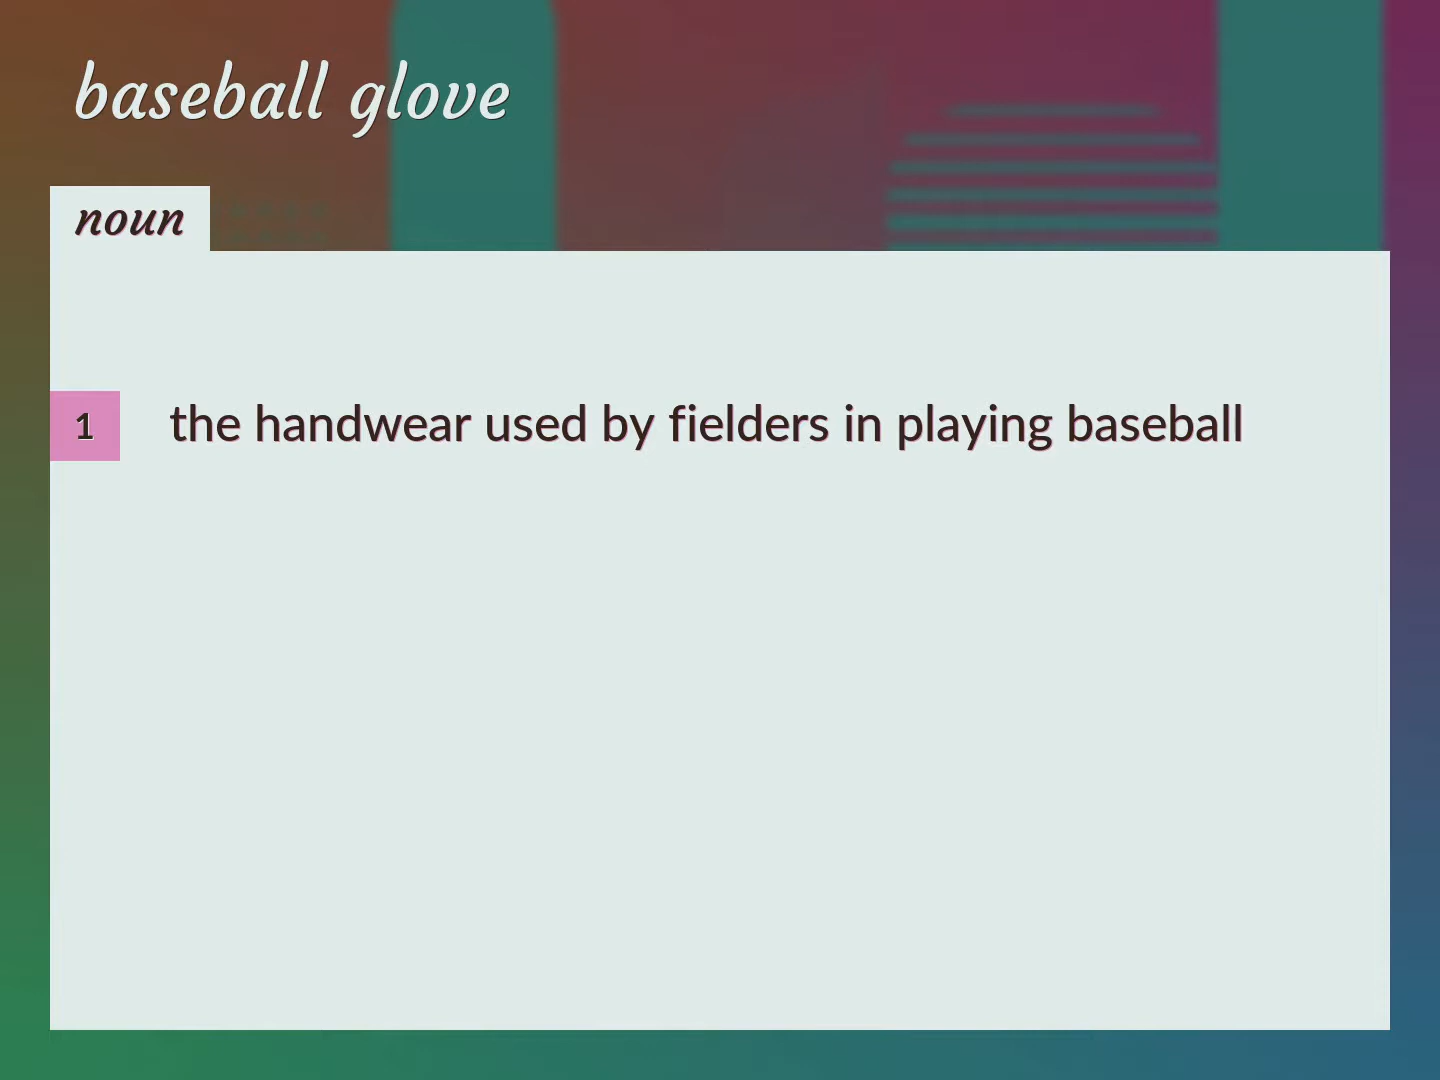 baseball glove
noun
1 the handwear used by fielders in playing baseball